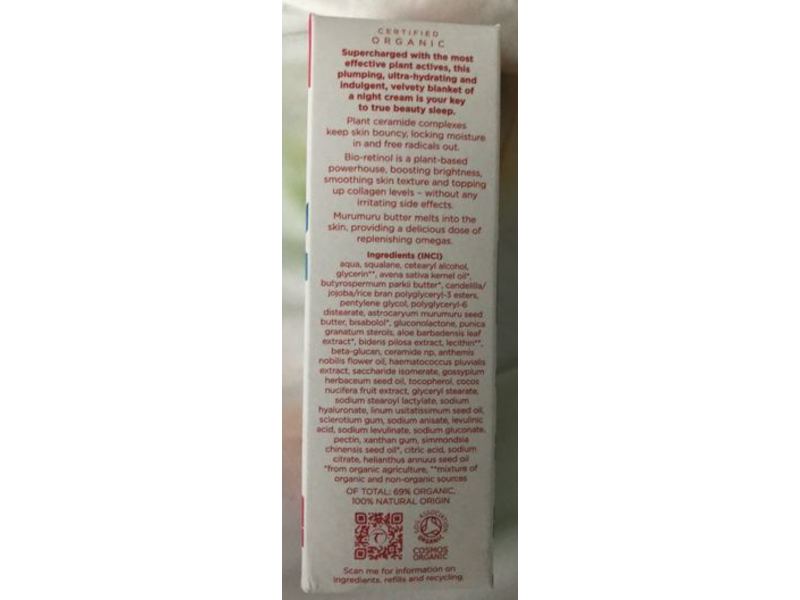 CERTIFIED
ORGANIC
Supercharged with the most
effective plant actives, this
plumping, ultra-hydrating and
indulgent, velvety blanket of
a night cream is your key
to true beauty sleep.
Plant ceramide complexes
keep skin bouncy, locking moisture
in and free radicals out.
Bio-retinol is a plant-based
powerhouse, boosting brightness,
smoothing skin texture and topping
up collagen levels – without any
irritating side effects.
Murumuru butter melts into the
skin, providing a delicious dose of
replenishing omegas.
Ingredients (INCI)
aqua, squalane, cetearyl alcohol,
glycerin**, avena sativa kernel oil*,
butyrospermum parkii butter*, candelilla/
jojoba/rice bran polyglyceryl-3 esters,
pentylene glycol, polyglyceryl-6
distearate, astrocaryum murumuru seed
butter, bisabolol*, gluconolactone, punica
granatum sterols, aloe barbadensis leaf
extract*, bidens pilosa extract, lecithin**,
beta-glucan, ceramide np, anthemis
nobilis flower oil, haematococcus pluvialis
extract, saccharide isomerate, gossypium
herbaceum seed oil, tocopherol, cocos
nucifera fruit extract, glyceryl stearate,
sodium stearoyl lactylate, sodium
hyaluronate, linum usitatissimum seed oil,
sclerotium gum, sodium anisate, levulinic
acid, sodium levulinate, sodium gluconate,
pectin, xanthan gum, simmondsia
chinensis seed oil*, citric acid, sodium
citrate, helianthus annuus seed oil
*from organic agriculture, **mixture of
organic and non-organic sources
OF TOTAL: 69% ORGANIC,
100% NATURAL ORIGIN
SOIL ASSOCIATION
ORGANIC
COSMOS
ORGANIC
Scan me for information on
ingredients, refills and recycling.